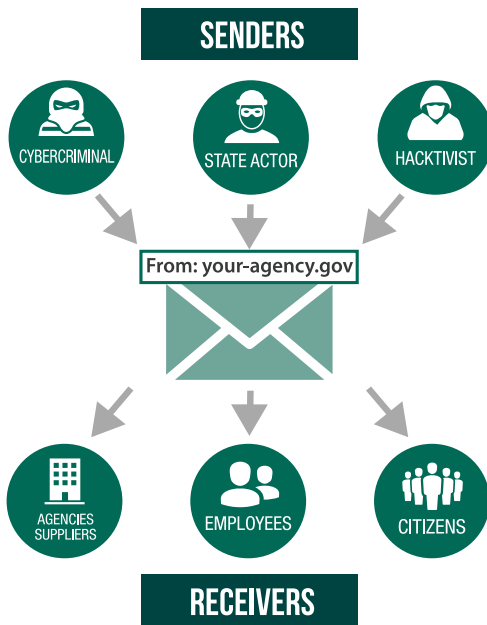 SENDERS
CYBERCRIMINAL
STATE ACTOR
HACKTIVIST
From: your-agency.gov
AGENCIES
SUPPLIERS
EMPLOYEES
CITIZENS
RECEIVERS